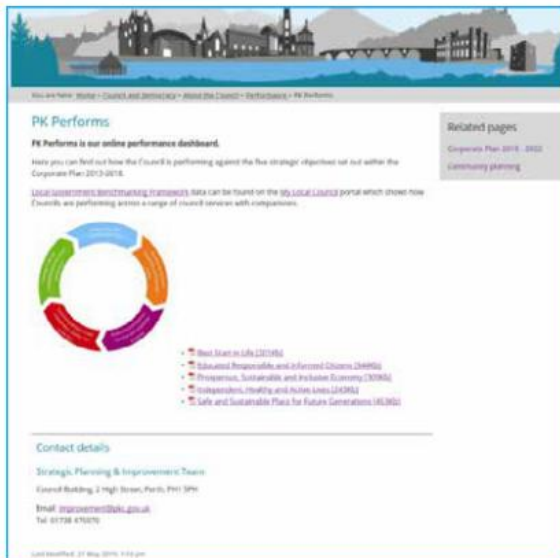 You are here: Home > Council and democracy > About the Council > Performance > PK Performs
PK Performs
PK Performs is our online performance dashboard.
Here you can find out how the Council is performing against the five strategic objectives set out within the
Corporate Plan 2013-2018.
Local Government Benchmarking Framework data can be found on the My Local Council portal which shows how
Councils are performing across a range of council services with comparisons.
Best Start in Life
Educated Responsible and Informed Citizens
Prosperous, Sustainable and Inclusive Economy
Independent, Healthy and Active Lives
Safe and Sustainable Place for Future Generations
Contact details
Strategic Planning & Improvement Team
Council Building, 2 High Street, Perth, PH1 5PH
Email: improvement@pkc.gov.uk
Tel: 01738
Last Modified: 21 May 2019,
Related pages
Corporate Plan 2018 - 2022
Community planning